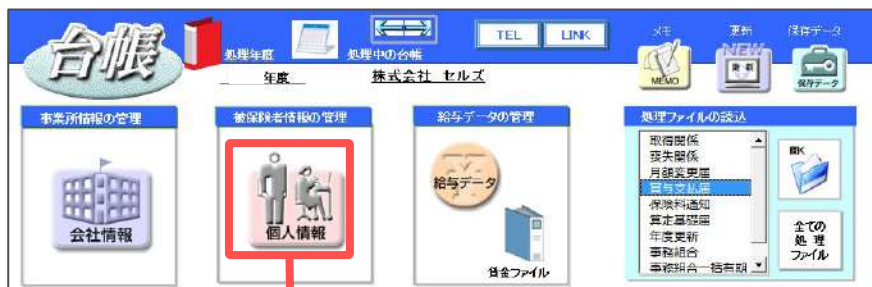 台帳
処理年度
処理中の台帳
TEL
LINK
メモ
更新
保存データ
年度
株式会社 セルズ
MEMO
NEW
更新
保存データ
事業所情報の管理
被保険者情報の管理
給与データの管理
処理ファイルの読込
会社情報
個人情報
給与データ
賃金ファイル
取得関係
喪失関係
月額変更届
賞与支払届
保険料通知
算定基礎届
年度更新
事務組合
事務組合一括有期
開く
全ての
処 理
ファイル